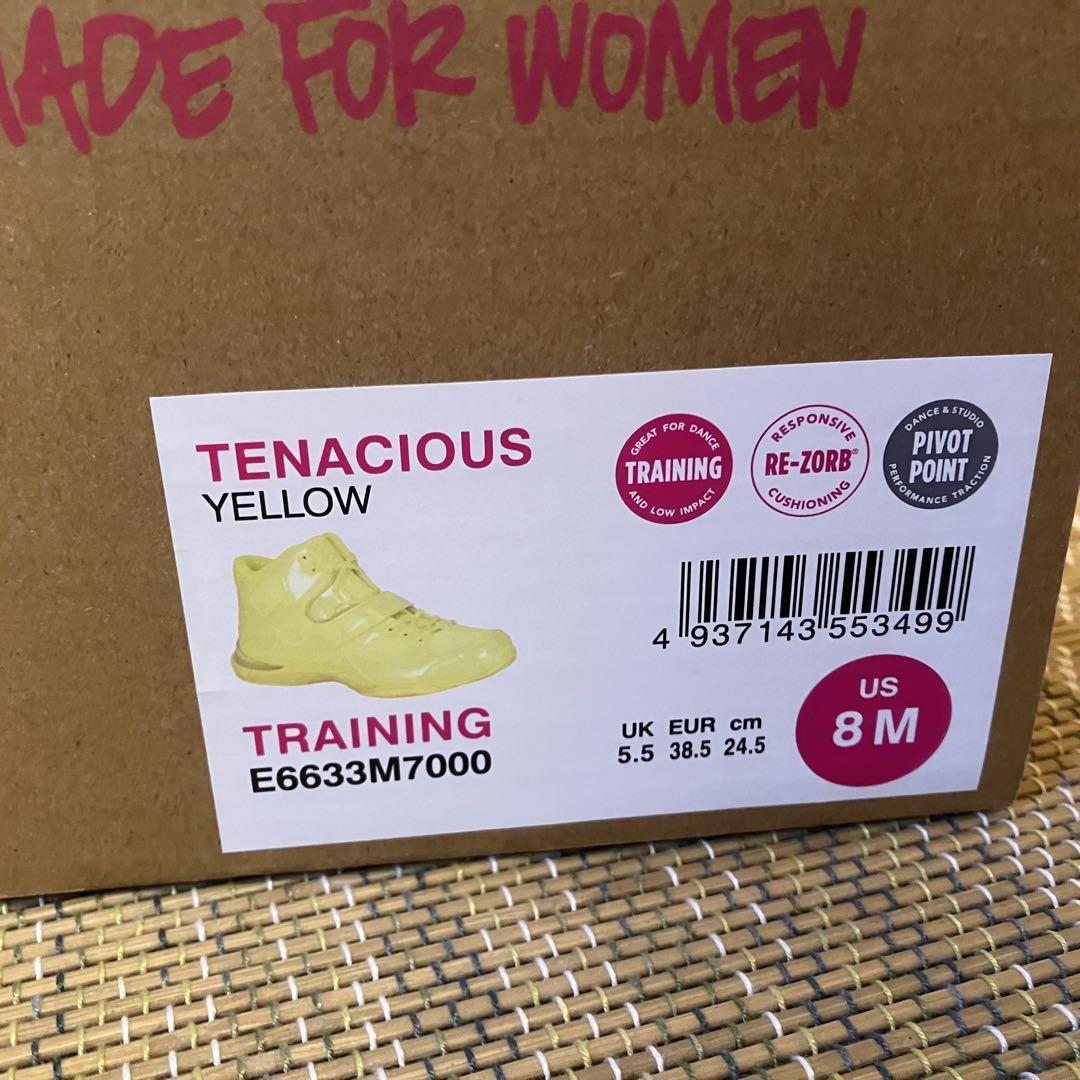 MADE FOR WOMEN
TENACIOUS
YELLOW
GREAT FOR DANCE
TRAINING
AND LOW IMPACT
RESPONSIVE
RE-ZORB®
CUSHIONING
DANCE & STUDIO
PIVOT
POINT
PERFORMANCE TRACTION
4 937143 553499
TRAINING
E6633M7000
UK EUR cm
5.5 38.5 24.5
US
8 M